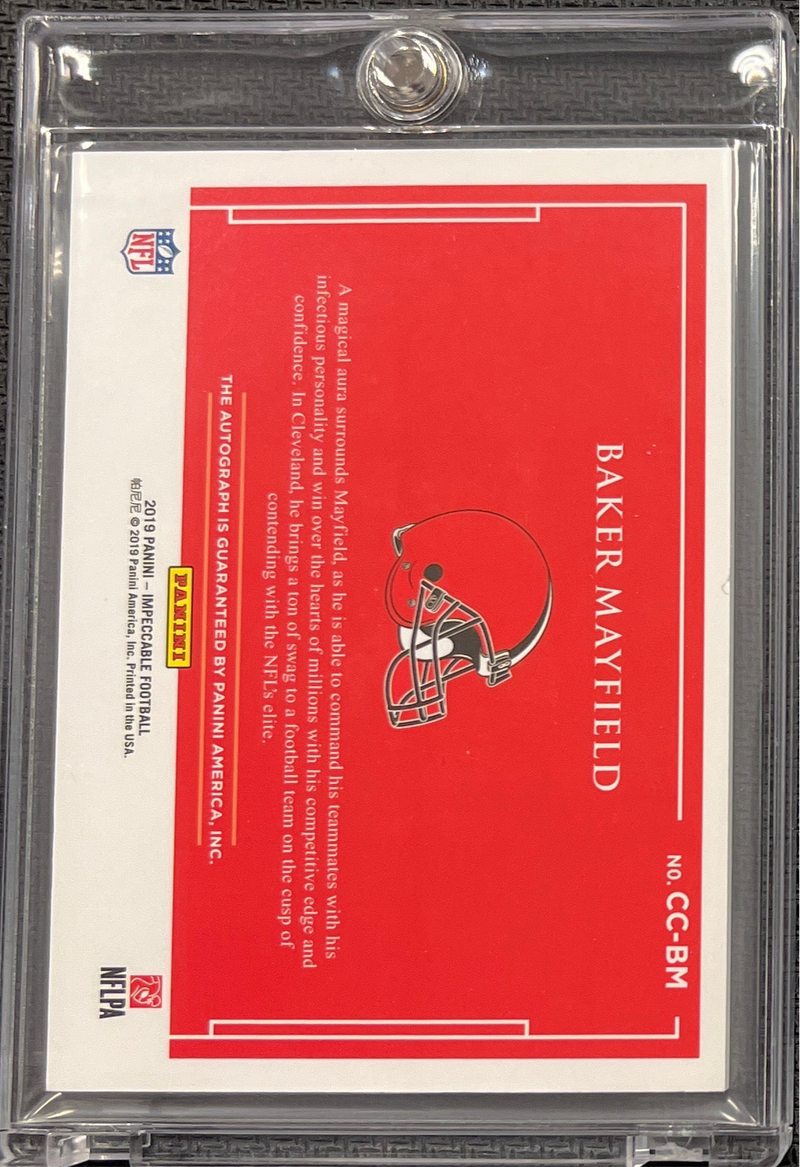 NO. CC-BM
BAKER MAYFIELD
A magical aura surrounds Mayfield, as he is able to command his teammates with his
infectious personality and win over the hearts of millions with his competitive edge and
confidence. In Cleveland, he brings a ton of swag to a football team on the cusp of
contending with the NFL's elite.
THE AUTOGRAPH IS GUARANTEED BY PANINI AMERICA, INC.
PANINI
NFL
2019 PANINI – IMPECCABLE FOOTBALL
帕尼尼 © 2019 Panini America, Inc. Printed in the USA.
NFLPA